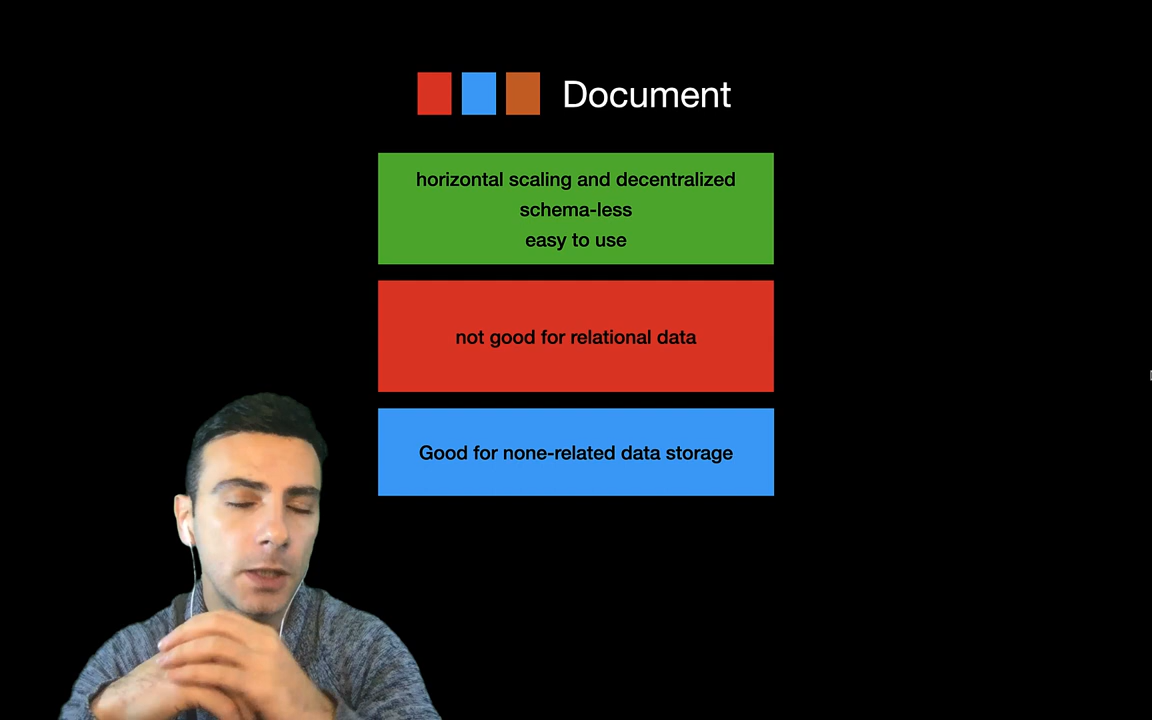 Document
horizontal scaling and decentralized
schema-less
easy to use
not good for relational data
Good for none-related data storage